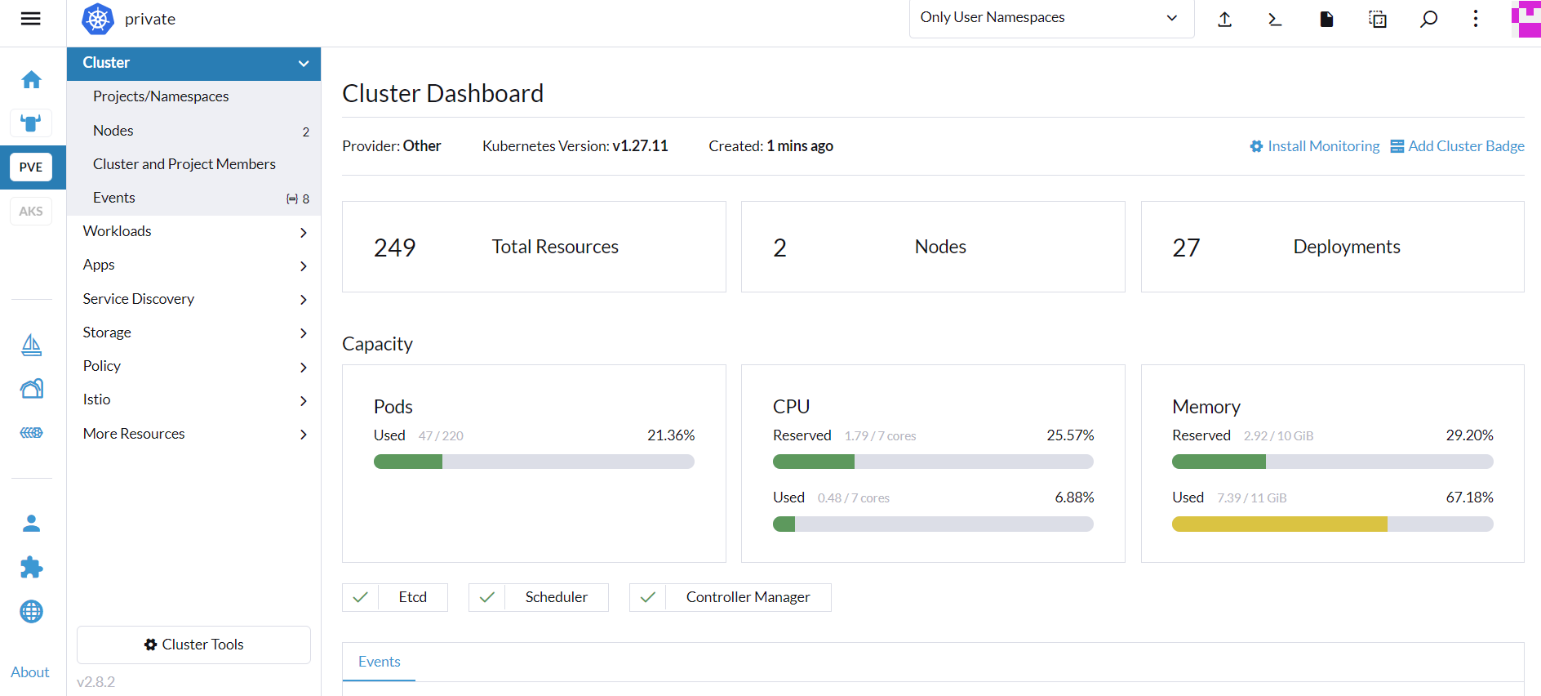 private
Only User Namespaces
Cluster
Projects/Namespaces
Nodes 2
Cluster and Project Members
Events 8
Workloads
Apps
Service Discovery
Storage
Policy
Istio
More Resources
Cluster Tools
v2.8.2
PVE
AKS
About
Cluster Dashboard
Provider: Other Kubernetes Version: v1.27.11 Created: 1 mins ago
Install Monitoring Add Cluster Badge
249 Total Resources
2 Nodes
27 Deployments
Capacity
Pods
Used 47 / 220 21.36%
CPU
Reserved 1.79 / 7 cores 25.57%
Used 0.48 / 7 cores 6.88%
Memory
Reserved 2.92 / 10 GiB 29.20%
Used 7.39 / 11 GiB 67.18%
Etcd
Scheduler
Controller Manager
Events